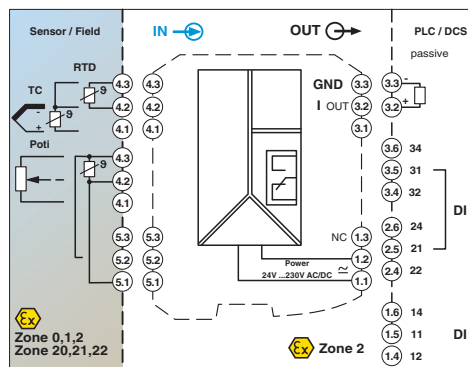 Sensor / Field
IN
OUT
PLC / DCS
passive
RTD
TC
ϑ
ϑ
-
+
4.3
4.2
4.1
4.3
4.2
4.1
GND
I OUT
3.3
3.2
3.1
3.3
-
3.2
+
Poti
ϑ
4.3
4.2
4.1
3.6 34
3.5 31
3.4 32
DI
5.3
5.2
5.1
5.3
5.2
5.1
NC
1.3
1.2
1.1
Power
24V ...230V AC/DC
2.6 24
2.5 21
2.4 22
Ex
Zone 0,1,2
Zone 20,21,22
Ex
Zone 2
1.6 14
1.5 11
1.4 12
DI